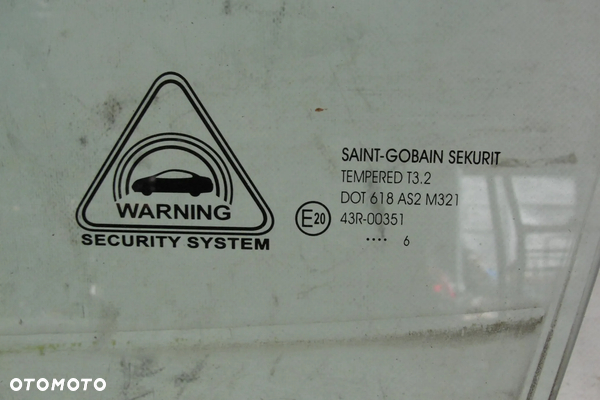 WARNING
SECURITY SYSTEM
SAINT-GOBAIN SEKURIT
TEMPERED T3.2
DOT 618 AS2 M321
E20 43R-00351
•••• 6
OTOMOTO